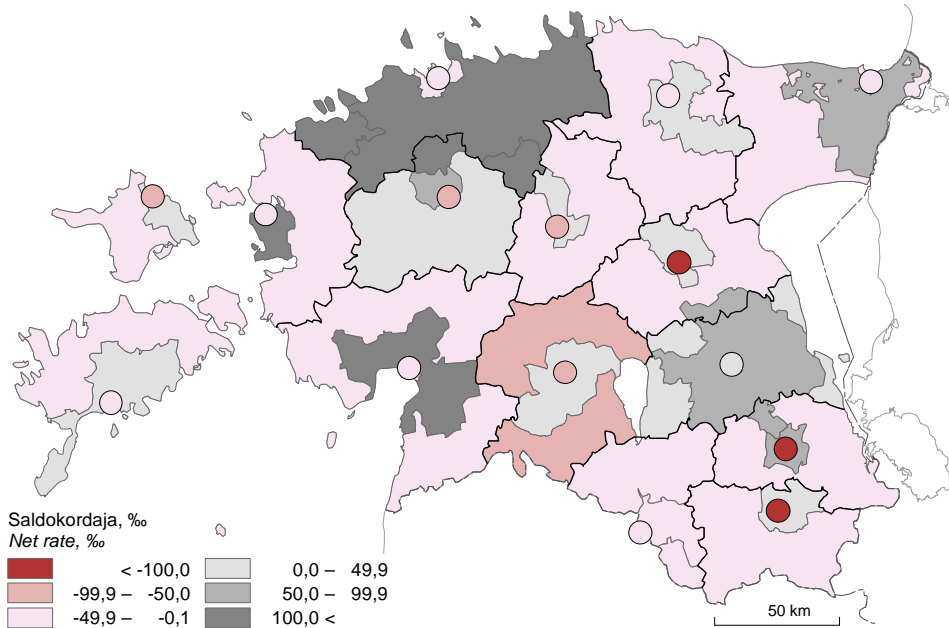 Saldokordaja, ‰
Net rate, ‰
< -100,0
-99,9 – -50,0
-49,9 – -0,1
0,0 – 49,9
50,0 – 99,9
100,0 <
50 km